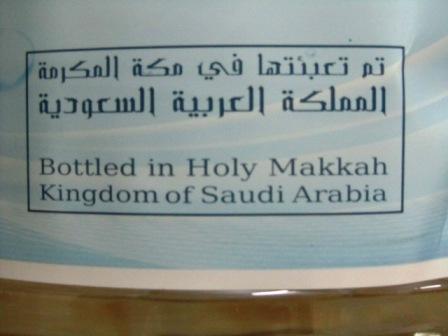 تم تعبئتها في مكة المكرمة
المملكة العربية السعودية
Bottled in Holy Makkah
Kingdom of Saudi Arabia